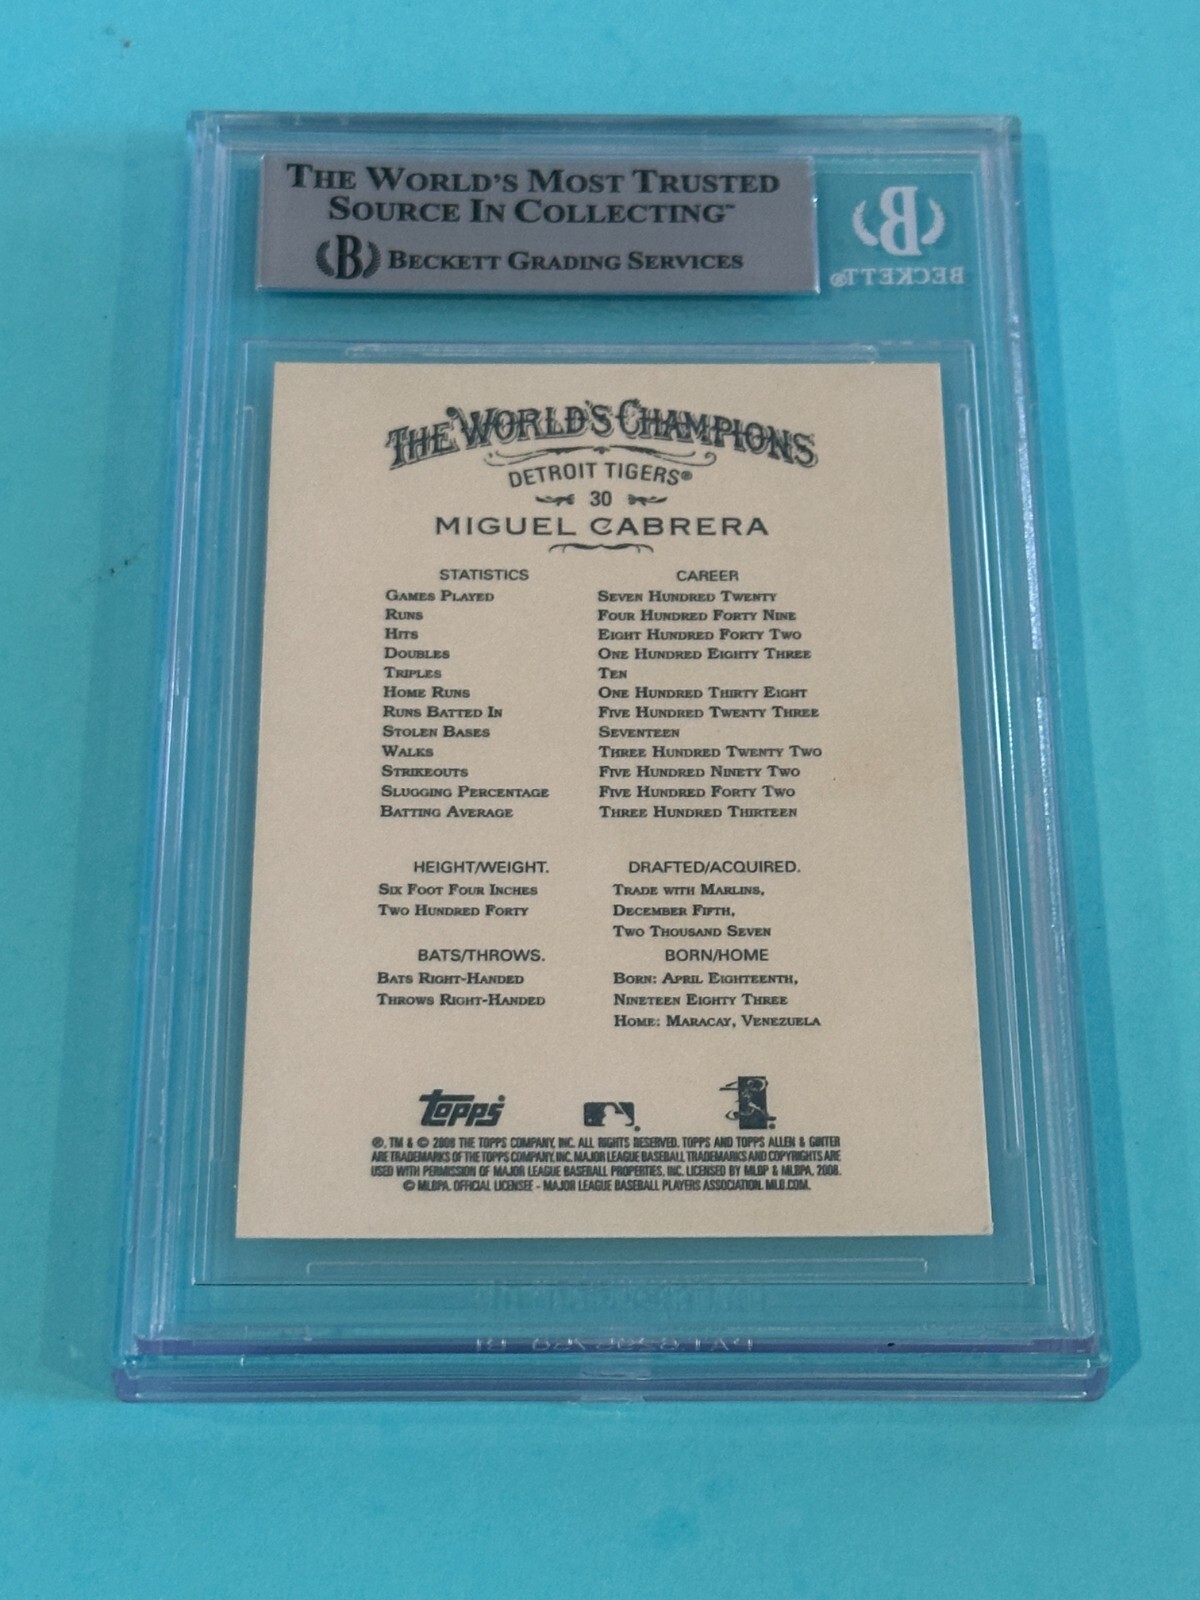 THE WORLD'S MOST TRUSTED
SOURCE IN COLLECTING™
B BECKETT GRADING SERVICES
B
BECKETT®
THE WORLD'S CHAMPIONS
DETROIT TIGERS®
30
MIGUEL CABRERA
STATISTICS CAREER
GAMES PLAYED SEVEN HUNDRED TWENTY
RUNS FOUR HUNDRED FORTY NINE
HITS EIGHT HUNDRED FORTY TWO
DOUBLES ONE HUNDRED EIGHTY THREE
TRIPLES TEN
HOME RUNS ONE HUNDRED THIRTY EIGHT
RUNS BATTED IN FIVE HUNDRED TWENTY THREE
STOLEN BASES SEVENTEEN
WALKS THREE HUNDRED TWENTY TWO
STRIKEOUTS FIVE HUNDRED NINETY TWO
SLUGGING PERCENTAGE FIVE HUNDRED FORTY TWO
BATTING AVERAGE THREE HUNDRED THIRTEEN
HEIGHT/WEIGHT.
SIX FOOT FOUR INCHES
TWO HUNDRED FORTY
DRAFTED/ACQUIRED.
TRADE WITH MARLINS,
DECEMBER FIFTH,
TWO THOUSAND SEVEN
BATS/THROWS.
BATS RIGHT-HANDED
THROWS RIGHT-HANDED
BORN/HOME
BORN: APRIL EIGHTEENTH,
NINETEEN EIGHTY THREE
HOME: MARACAY, VENEZUELA
topps
®, TM & © 2008 THE TOPPS COMPANY, INC. ALL RIGHTS RESERVED. TOPPS AND TOPPS ALLEN & GINTER
ARE TRADEMARKS OF THE TOPPS COMPANY, INC. MAJOR LEAGUE BASEBALL TRADEMARKS AND COPYRIGHTS ARE
USED WITH PERMISSION OF MAJOR LEAGUE BASEBALL PROPERTIES, INC. LICENSED BY MLBP & MLBPA, 2008.
© MLBPA. OFFICIAL LICENSEE - MAJOR LEAGUE BASEBALL PLAYERS ASSOCIATION. MLB.COM.